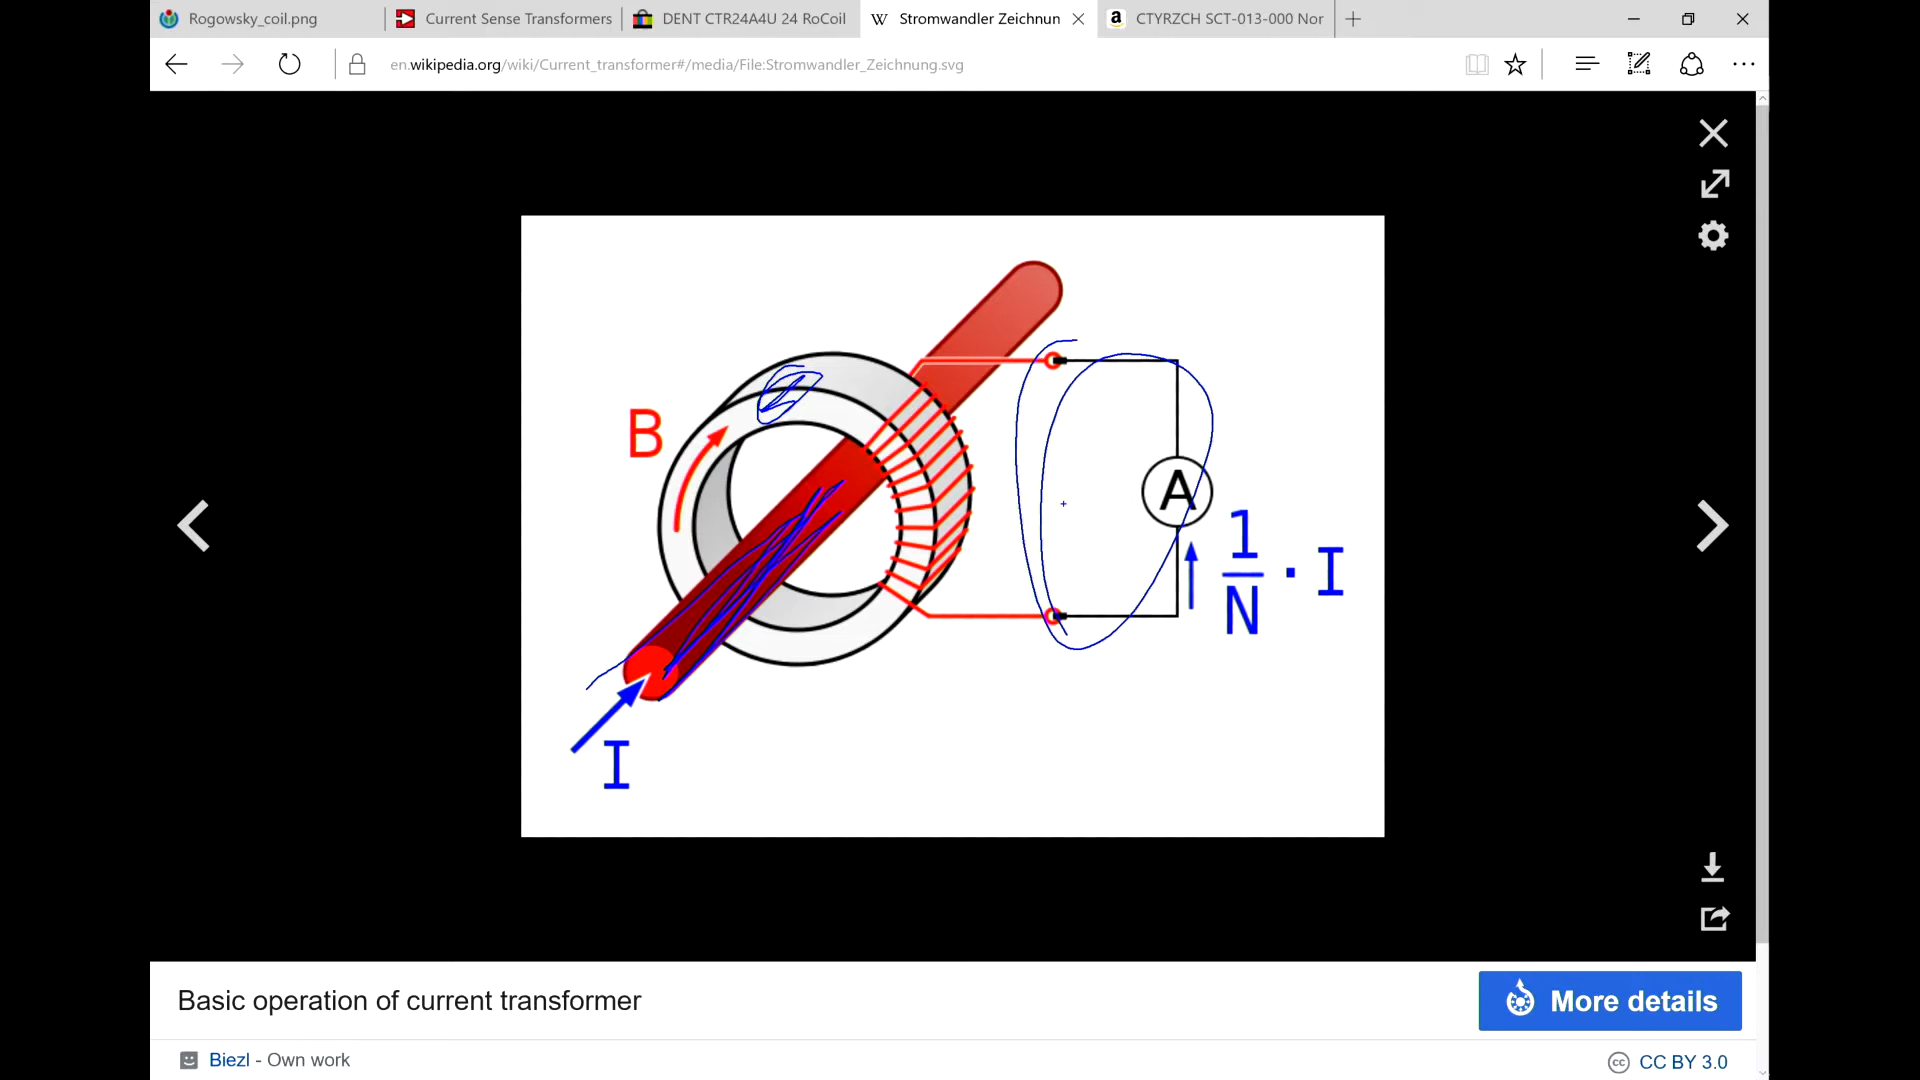 Rogowsky_coil.png
Current Sense Transformers
DENT CTR24A4U 24 RoCoil
W Stromwandler Zeichnun
a CTYRZCH SCT-013-000 Nor
en.wikipedia.org/wiki/Current_transformer#/media/File:Stromwandler_Zeichnung.svg
B
A
1
N
· I
I
Basic operation of current transformer
More details
Biezl - Own work
cc CC BY 3.0